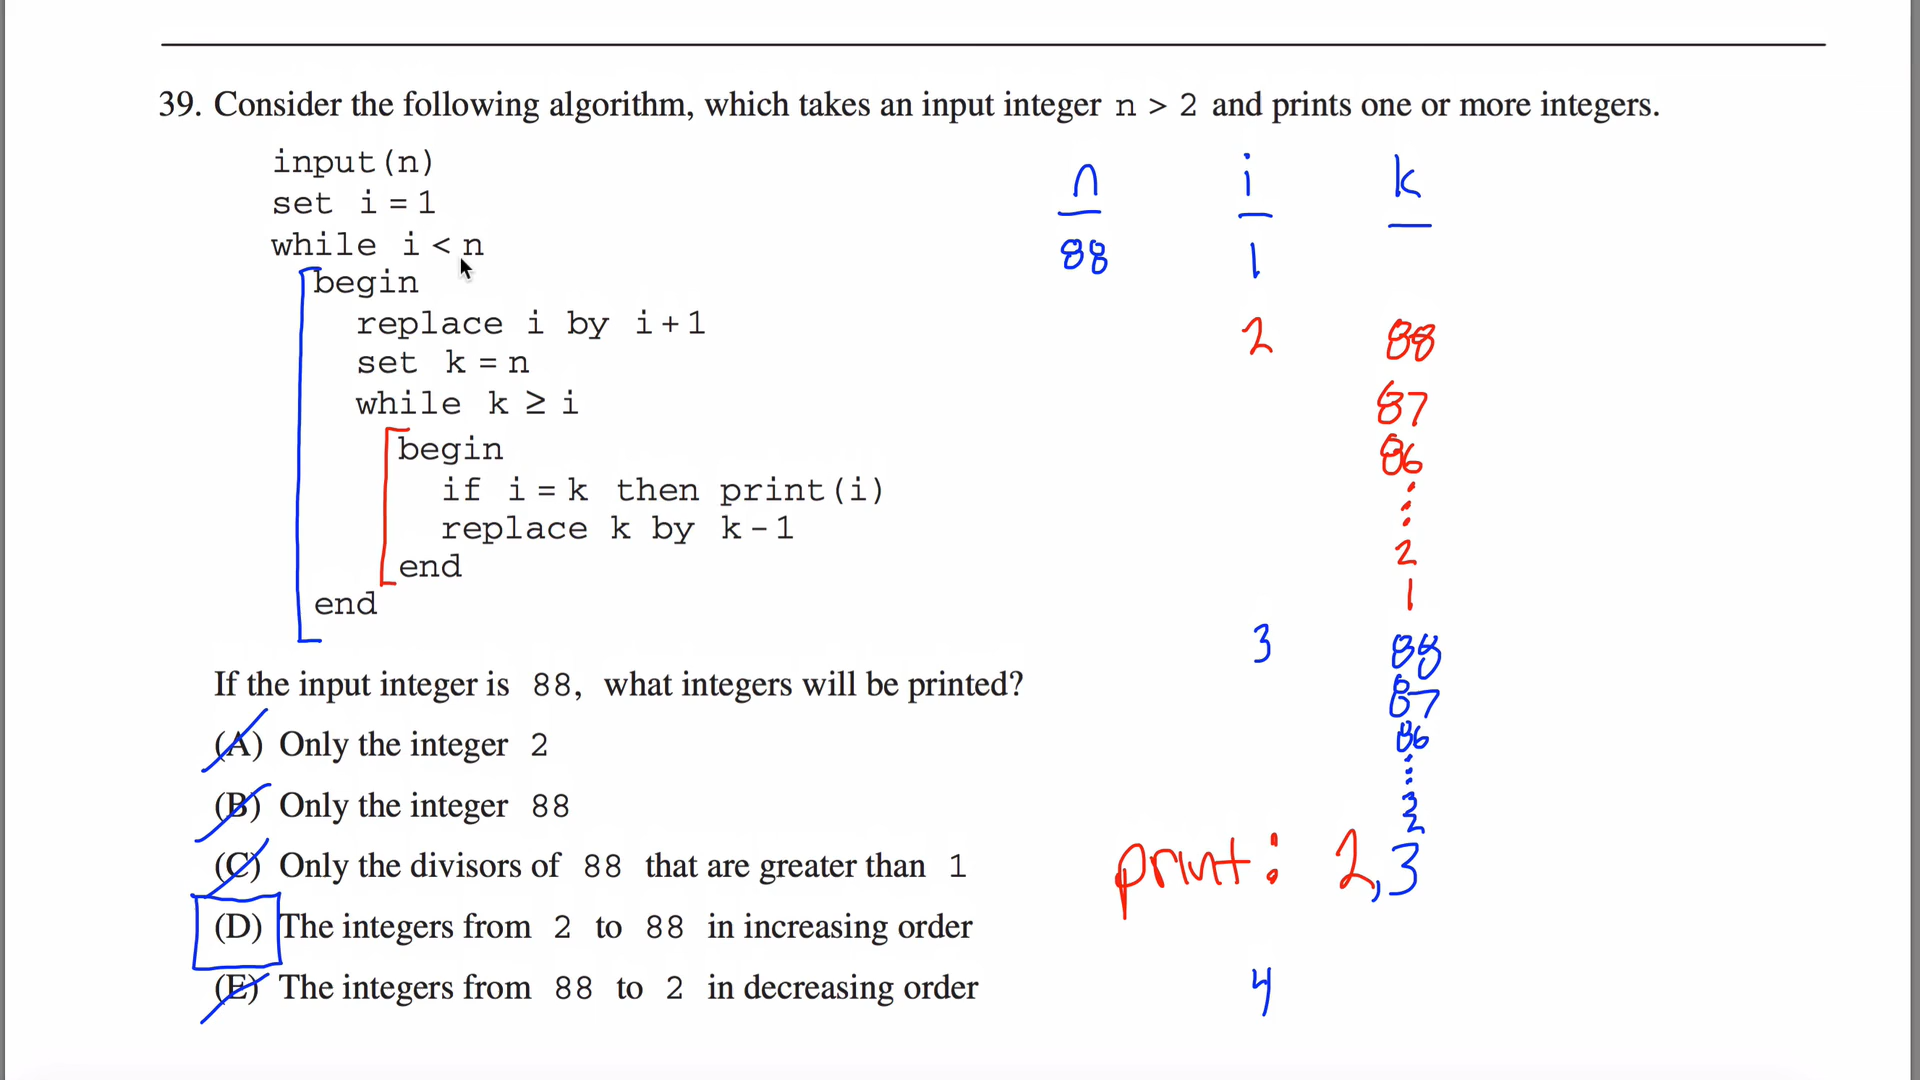 39. Consider the following algorithm, which takes an input integer n > 2 and prints one or more integers.
input(n)
set i = 1
while i < n
begin
replace i by i+1
set k = n
while k ≥ i
begin
if i = k then print(i)
replace k by k-1
end
end
If the input integer is 88, what integers will be printed?
(A) Only the integer 2
(B) Only the integer 88
(C) Only the divisors of 88 that are greater than 1
(D) The integers from 2 to 88 in increasing order
(E) The integers from 88 to 2 in decreasing order
n i k
88 1
2 88
87
86
⋮
2
1
3 88
87
86
⋮
3
2
print: 2,3
4